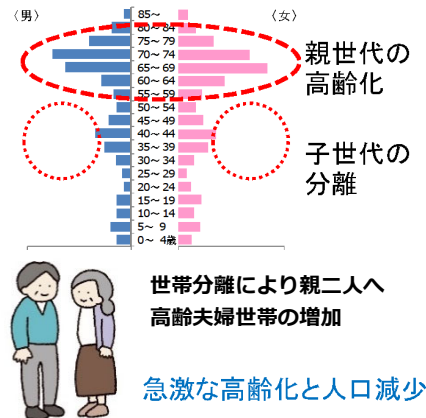 〈男〉
〈女〉
85～
80～ 84
75～ 79
70～ 74
65～ 69
60～ 64
55～ 59
50～ 54
45～ 49
40～ 44
35～ 39
30～ 34
25～ 29
20～ 24
15～ 19
10～ 14
5～ 9
0～ 4歳
親世代の
高齢化
子世代の
分離
世帯分離により親二人へ
高齢夫婦世帯の増加
急激な高齢化と人口減少